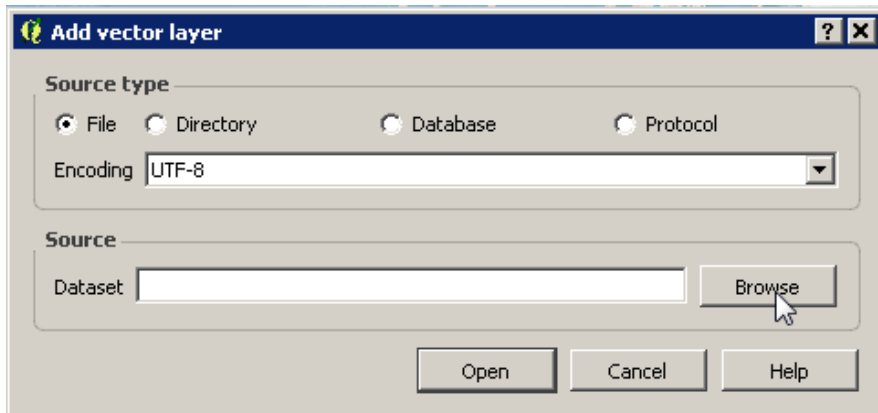 Add vector layer
Source type
File Directory Database Protocol
Encoding UTF-8
Source
Dataset Browse
Open Cancel Help